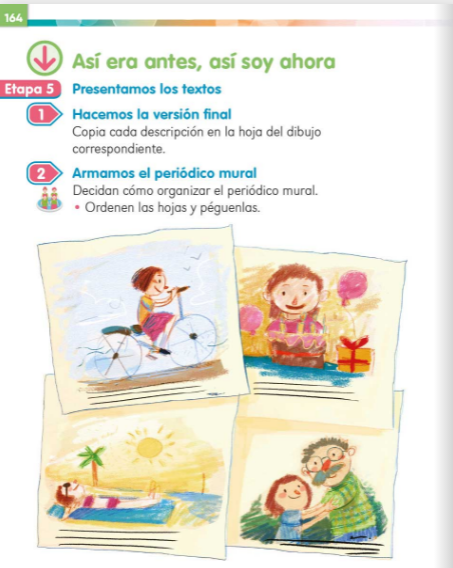 164
Así era antes, así soy ahora
Etapa 5 Presentamos los textos
1 Hacemos la versión final
Copia cada descripción en la hoja del dibujo
correspondiente.
2 Armamos el periódico mural
Decidan cómo organizar el periódico mural.
• Ordenen las hojas y péguenlas.